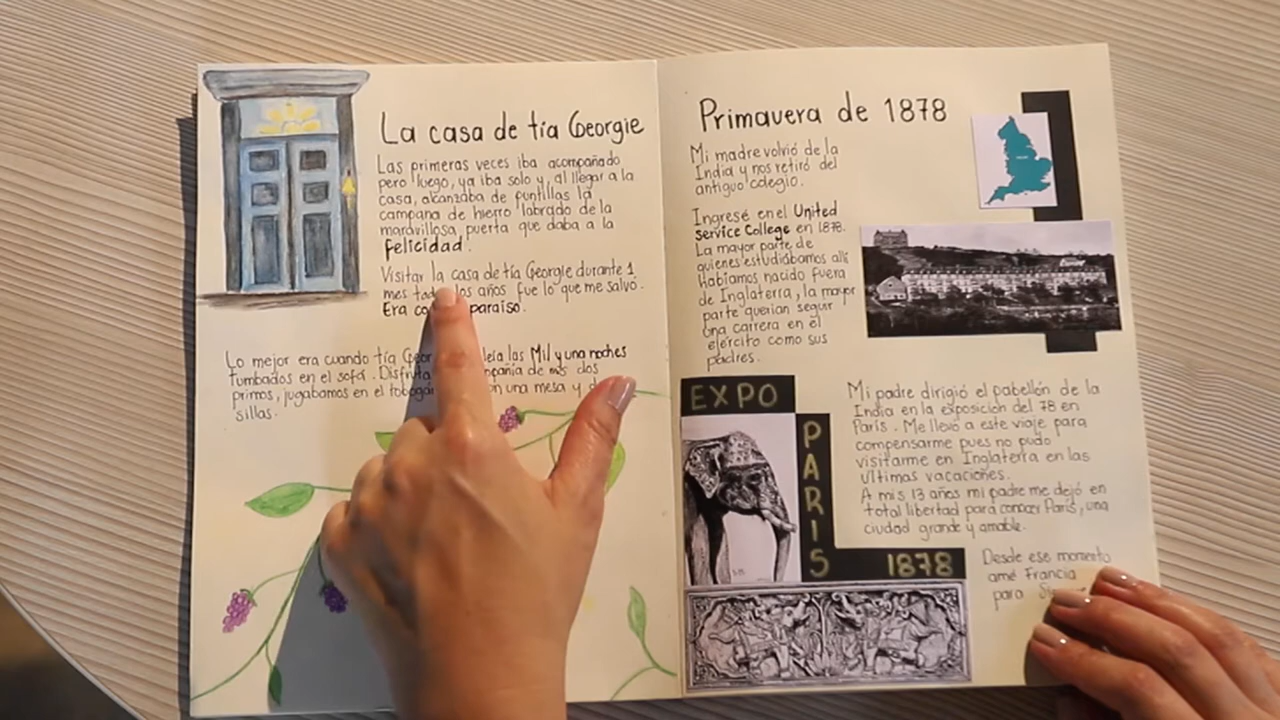 La casa de tía Georgie
Las primeras veces iba acompañado
pero luego, ya iba solo y, al llegar a la
casa, alcanzaba de puntillas la
campana de hierro labrado de la
maravillosa puerta que daba a la
felicidad.
Visitar la casa de tía Georgie durante 1
mes los años fue lo que me salvó.
Era paraíso.
Lo mejor era cuando tía leía las Mil y una noches
tumbados en el sofá. de mis dos
primos, jugabamos en el una mesa y
sillas.
Primavera de 1878
Mi madre volvió de la
India y nos retiró del
antiguo colegio.
Ingresé en el United
service College en 1878.
La mayor parte de
quienes estudiábamos allí
habíamos nacido fuera
de Inglaterra, la mayor
parte querían seguir
una carrera en el
ejército como sus
padres.
EXPO
PARIS
1878
Mi padre dirigió el pabellón de la
India en la exposición del 78 en
París. Me llevó a este viaje para
compensarme pues no pudo
visitarme en Inglaterra en las
últimas vacaciones.
A mis 13 años mi padre me dejó en
total libertad para conocer París, una
ciudad grande y amable.
Desde ese momento
amé Francia
para